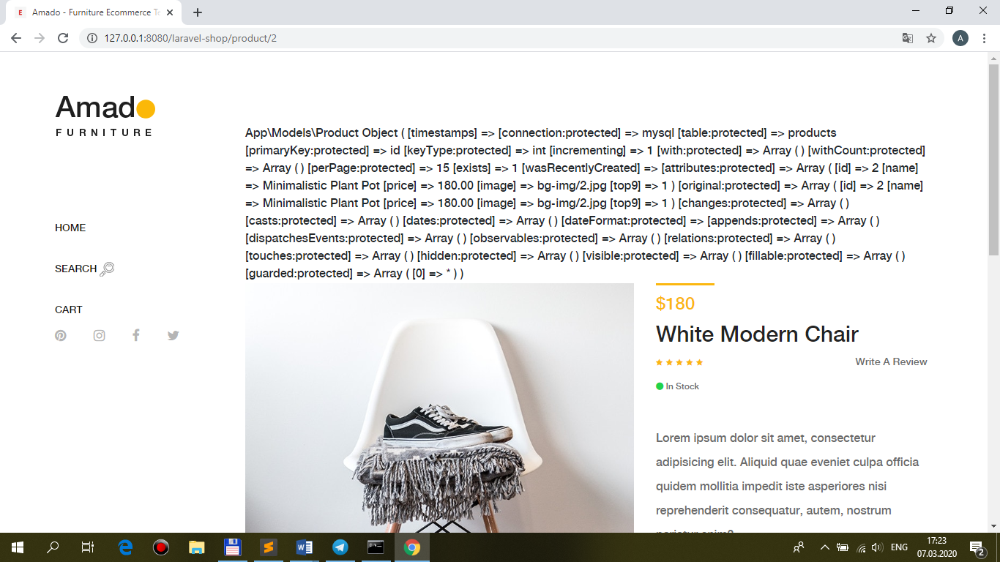 Amado - Furniture Ecommerce Te
127.0.0.1:8080/laravel-shop/product/2
A
Amado
FURNITURE
HOME
SEARCH
CART
App\Models\Product Object ( [timestamps] => [connection:protected] => mysql [table:protected] => products
[primaryKey:protected] => id [keyType:protected] => int [incrementing] => 1 [with:protected] => Array ( ) [withCount:protected]
=> Array ( ) [perPage:protected] => 15 [exists] => 1 [wasRecentlyCreated] => [attributes:protected] => Array ( [id] => 2 [name]
=> Minimalistic Plant Pot [price] => 180.00 [image] => bg-img/2.jpg [top9] => 1 ) [original:protected] => Array ( [id] => 2 [name]
=> Minimalistic Plant Pot [price] => 180.00 [image] => bg-img/2.jpg [top9] => 1 ) [changes:protected] => Array ( )
[casts:protected] => Array ( ) [dates:protected] => Array ( ) [dateFormat:protected] => [appends:protected] => Array ( )
[dispatchesEvents:protected] => Array ( ) [observables:protected] => Array ( ) [relations:protected] => Array ( )
[touches:protected] => Array ( ) [hidden:protected] => Array ( ) [visible:protected] => Array ( ) [fillable:protected] => Array ( )
[guarded:protected] => Array ( [0] => * ) )
$180
White Modern Chair
Write A Review
In Stock
Lorem ipsum dolor sit amet, consectetur
adipisicing elit. Aliquid quae eveniet culpa officia
quidem mollitia impedit iste asperiores nisi
reprehenderit consequatur, autem, nostrum
ENG
17:23
07.03.2020
2